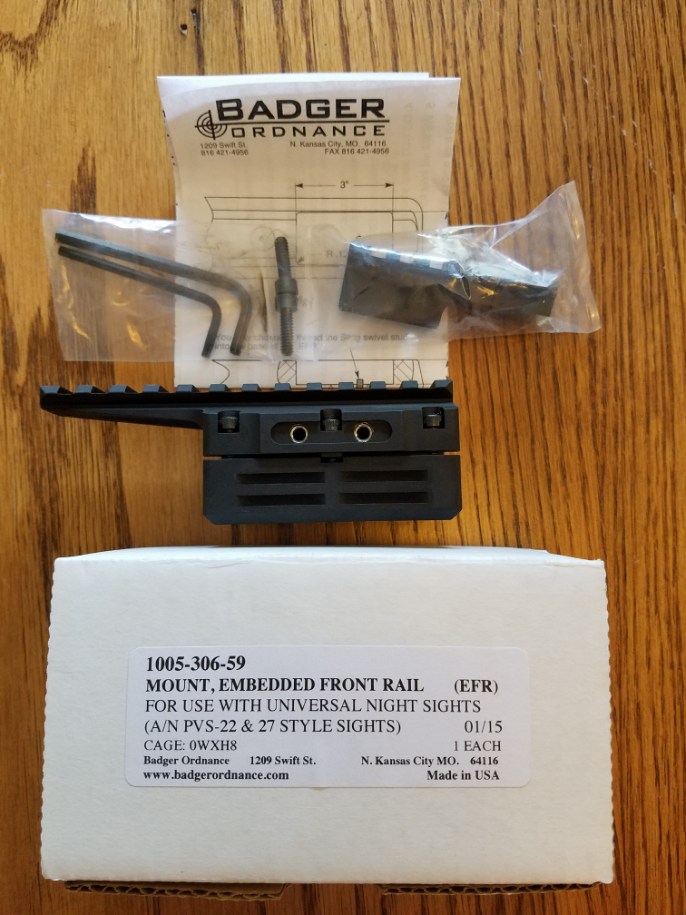 BADGER
ORDNANCE
1209 Swift St. N. Kansas City, MO. 64116
816 421-4956 FAX 816 421-4956
3"
1005-306-59
MOUNT, EMBEDDED FRONT RAIL (EFR)
FOR USE WITH UNIVERSAL NIGHT SIGHTS
(A/N PVS-22 & 27 STYLE SIGHTS) 01/15
CAGE: 0WXH8 1 EACH
Badger Ordnance 1209 Swift St. N. Kansas City MO. 64116
www.badgerordnance.com Made in USA